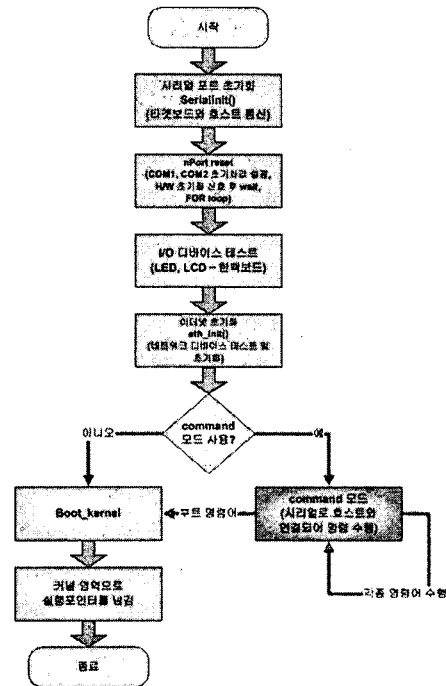 시작
시리얼 포트 초기화
SerialInit()
(타겟보드와 호스트 통신)
nPort reset
(COM1, COM2 초기화값 설정,
H/W 초기화 신호 후 wait,
FOR loop)
I/O 디바이스 테스트
(LED, LCD – 한백보드)
이더넷 초기화
eth_init()
(네트워크 디바이스 테스트 및
초기화)
command
모드 사용?
아니오
예
Boot_kernel
부트 명령어
command 모드
(시리얼로 호스트와
연결되어 명령 수행)
커널 영역으로
실행포인터를 넘김
각종 명령어 수행
종료